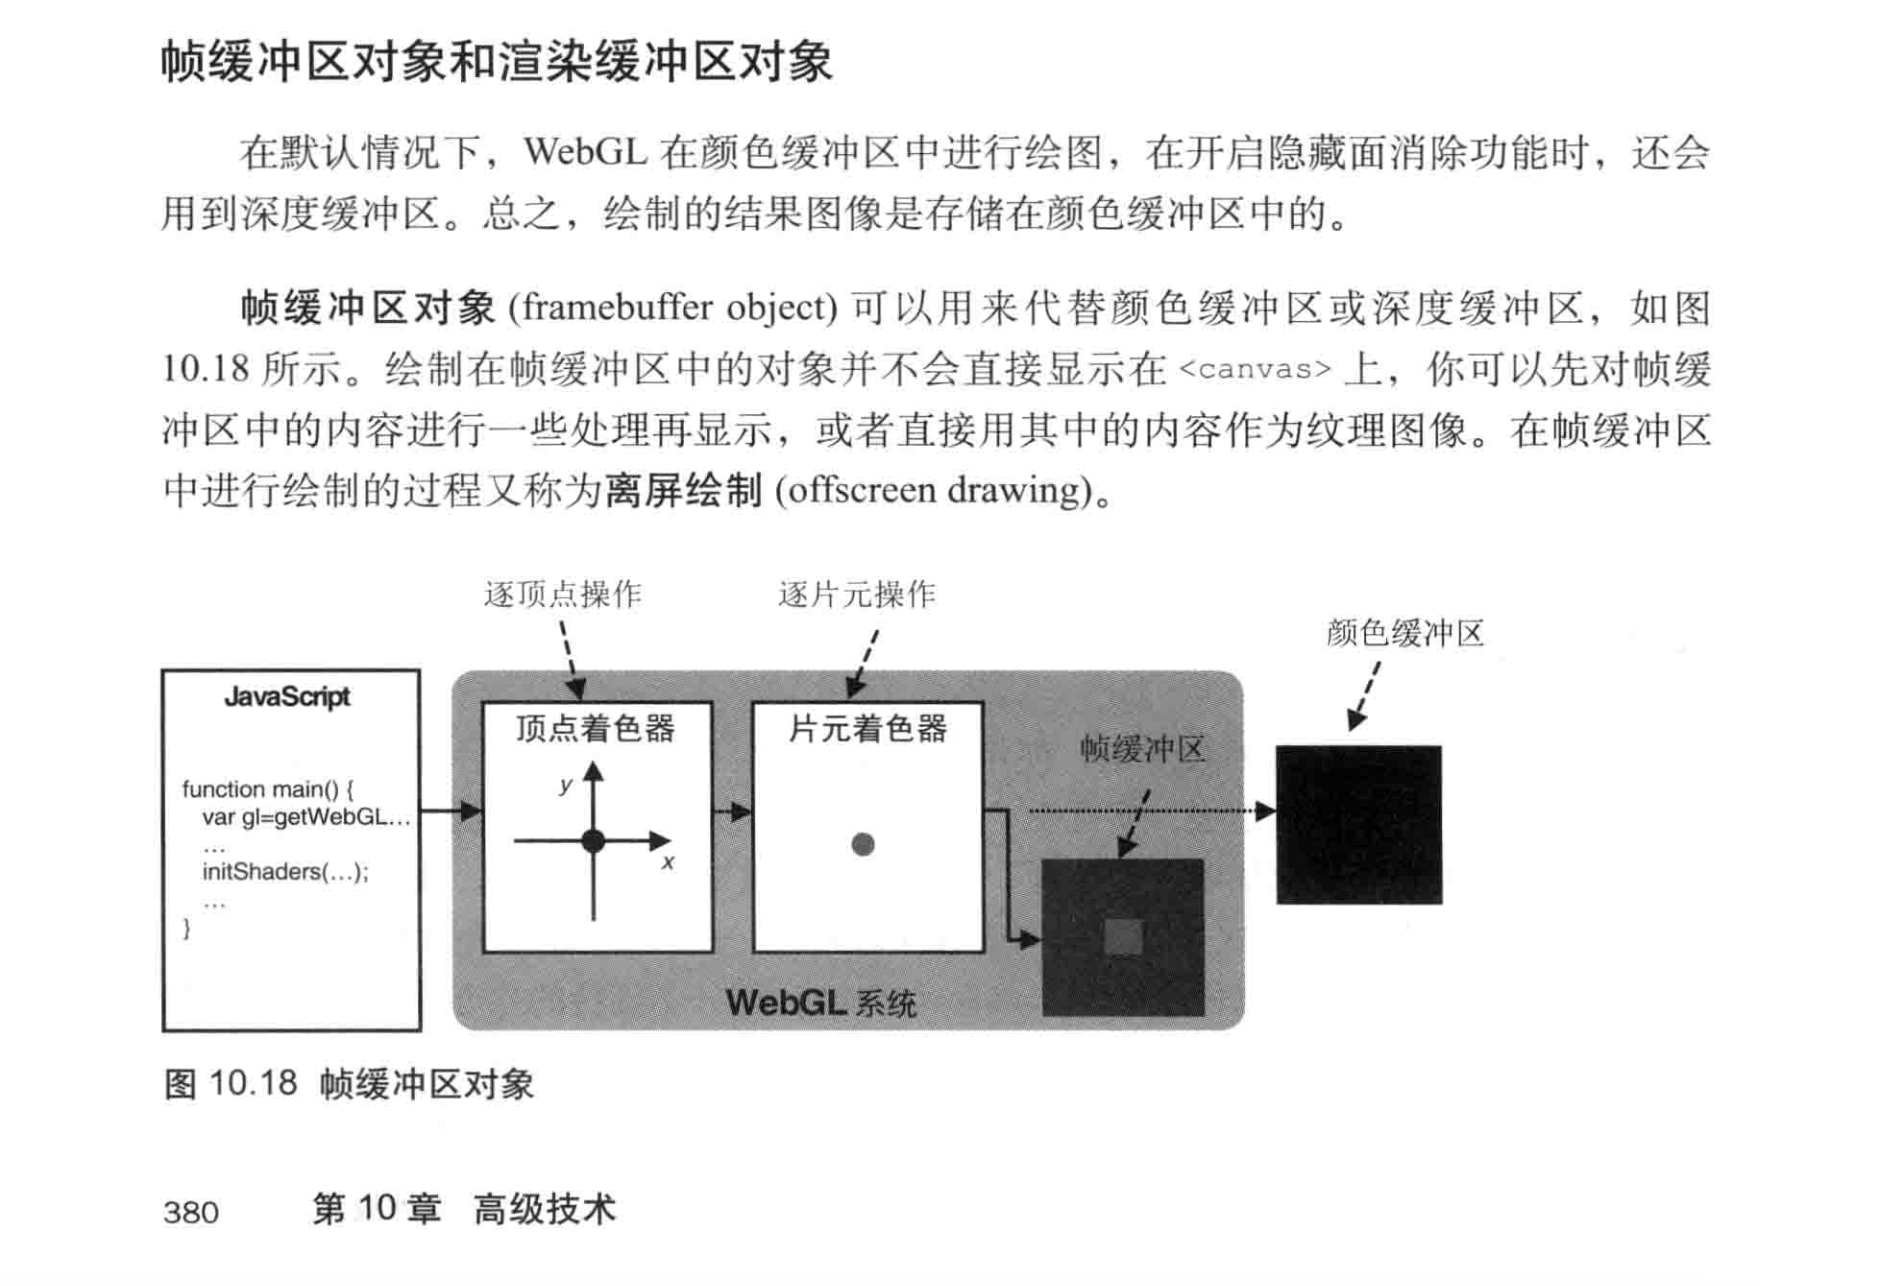 帧缓冲区对象和渲染缓冲区对象
在默认情况下，WebGL 在颜色缓冲区中进行绘图，在开启隐藏面消除功能时，还会
用到深度缓冲区。总之，绘制的结果图像是存储在颜色缓冲区中的。
帧缓冲区对象 (framebuffer object) 可以用来代替颜色缓冲区或深度缓冲区，如图
10.18 所示。绘制在帧缓冲区中的对象并不会直接显示在 <canvas> 上，你可以先对帧缓
冲区中的内容进行一些处理再显示，或者直接用其中的内容作为纹理图像。在帧缓冲区
中进行绘制的过程又称为离屏绘制 (offscreen drawing)。
逐顶点操作
逐片元操作
颜色缓冲区
JavaScript
function main() {
var gl=getWebGL...
...
initShaders(...);
...
}
顶点着色器
y
x
片元着色器
帧缓冲区
WebGL 系统
图 10.18 帧缓冲区对象
380 第 10 章 高级技术